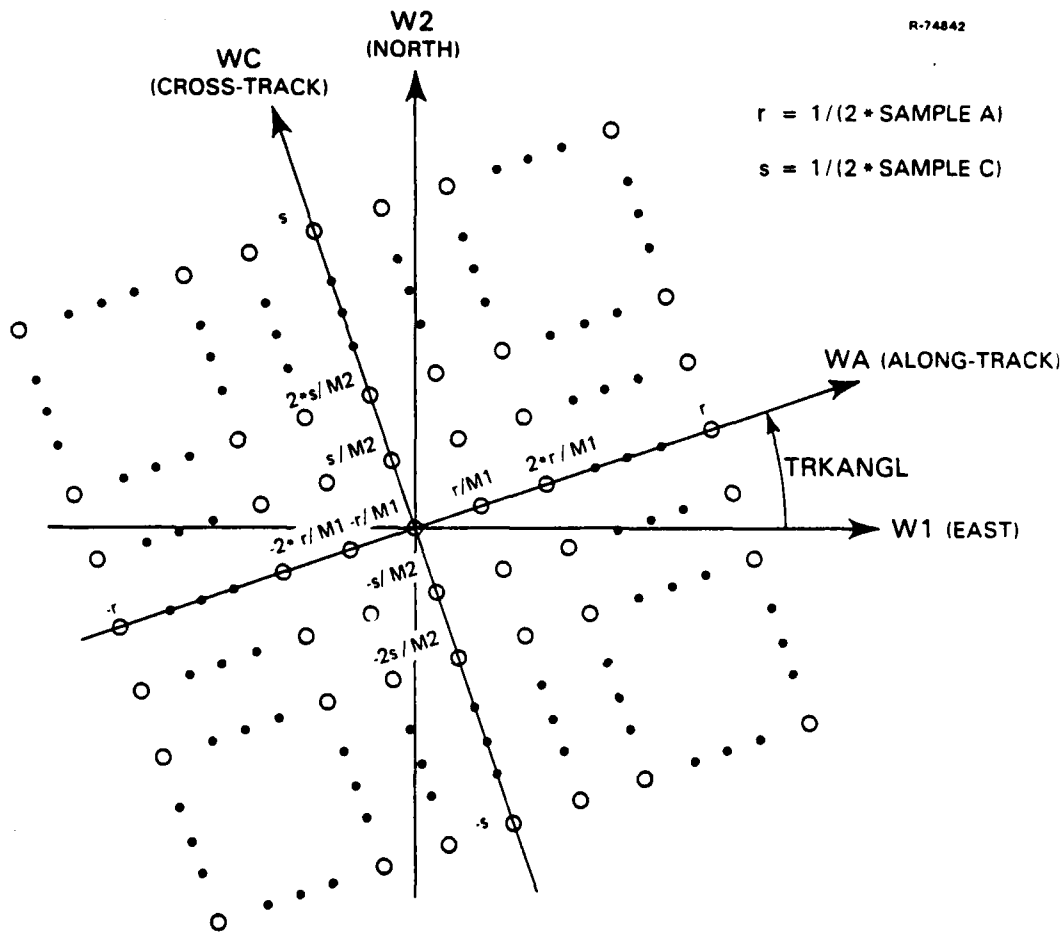 R-74842
W2
(NORTH)
WC
(CROSS-TRACK)
r = 1/(2 * SAMPLE A)
s = 1/(2 * SAMPLE C)
s
WA (ALONG-TRACK)
2*s/M2
r
s/M2
r/M1
2*r/M1
TRKANGL
-2* r/M1
-r/M1
W1 (EAST)
-s/M2
-r
-2s/M2
-s